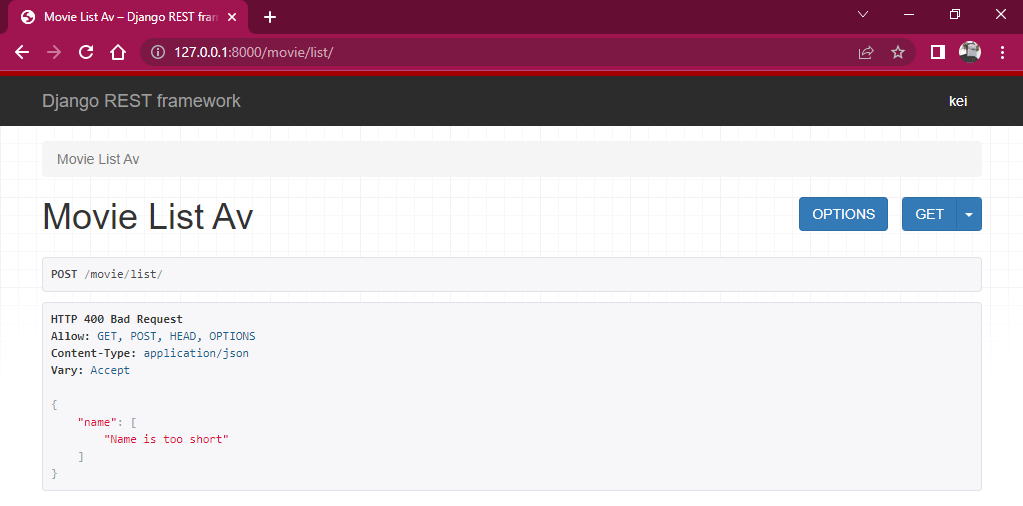 Movie List Av – Django REST fran
127.0.0.1:8000/movie/list/
Django REST framework
kei
Movie List Av
Movie List Av
OPTIONS
GET
POST /movie/list/
HTTP 400 Bad Request
Allow: GET, POST, HEAD, OPTIONS
Content-Type: application/json
Vary: Accept
{
    "name": [
        "Name is too short"
    ]
}